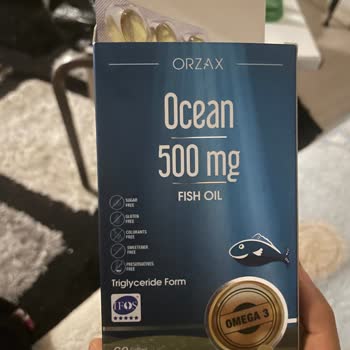 ORZAX
Ocean
500 mg
FISH OIL
SUGAR
FREE
GLUTEN
FREE
COLORANTS
FREE
SWEETENER
FREE
PRESERVATIVES
FREE
Triglyceride Form
IFOS
OMEGA 3